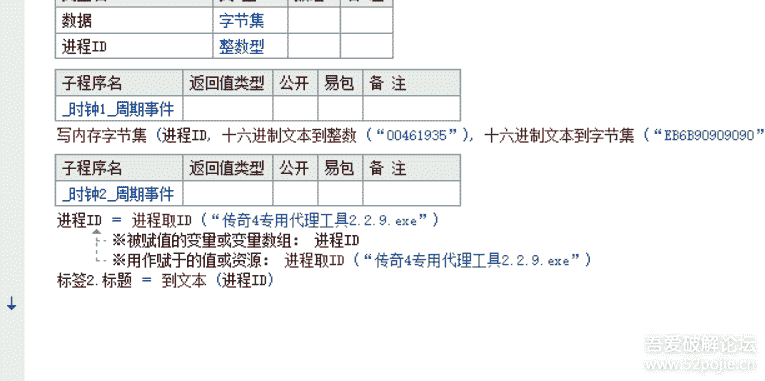 数据 字节集
进程ID 整数型
子程序名 返回值类型 公开 易包 备 注
_时钟1_周期事件
写内存字节集 (进程ID, 十六进制文本到整数 (“00461935”), 十六进制文本到字节集 (“EB6B90909090”
子程序名 返回值类型 公开 易包 备 注
_时钟2_周期事件
进程ID = 进程取ID (“传奇4专用代理工具2.2.9.exe”)
※被赋值的变量或变量数组: 进程ID
※用作赋于的值或资源: 进程取ID (“传奇4专用代理工具2.2.9.exe”)
标签2.标题 = 到文本 (进程ID)
吾爱破解论坛
www.52pojie.cn